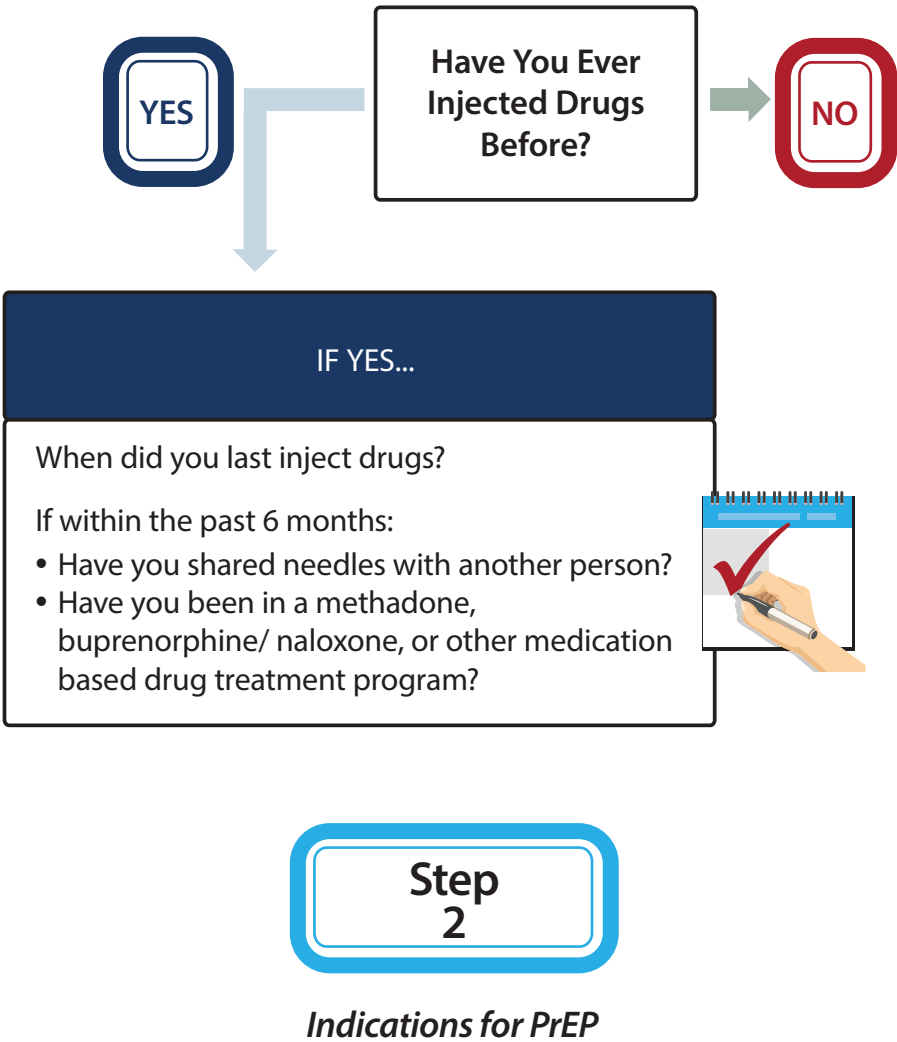 Have You Ever
Injected Drugs
Before?
YES
NO
IF YES...
When did you last inject drugs?
If within the past 6 months:
• Have you shared needles with another person?
• Have you been in a methadone,
buprenorphine/ naloxone, or other medication
based drug treatment program?
Step
2
Indications for PrEP